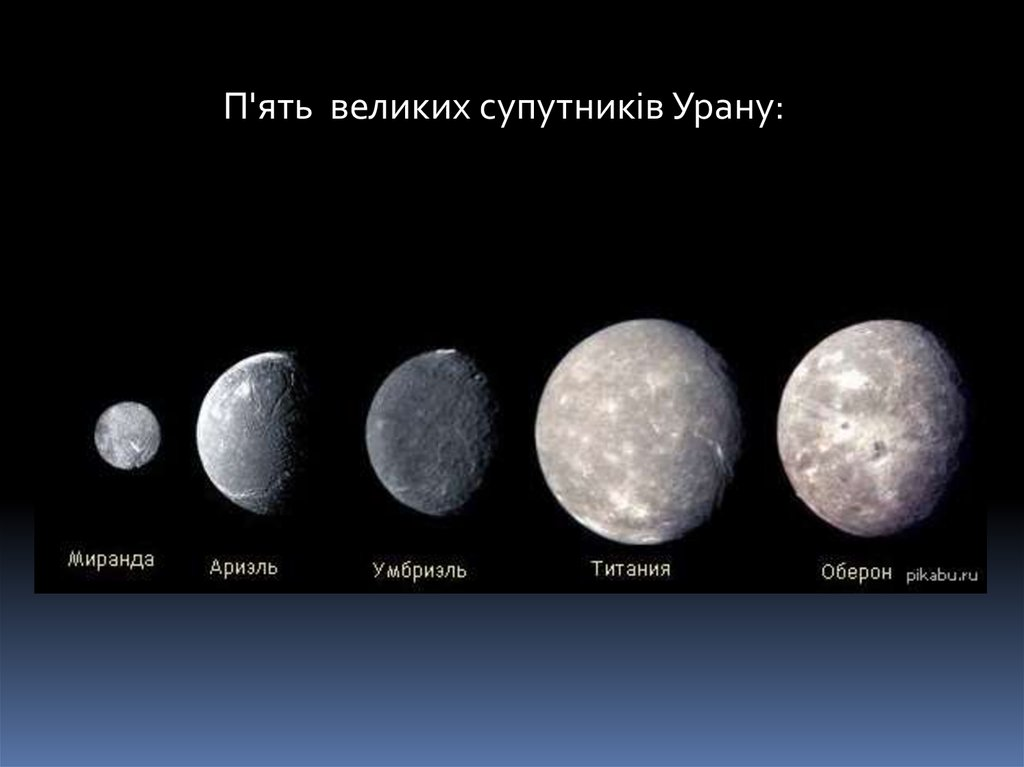 П'ять  великих супутників Урану:
Миранда
Ариэль
Умбриэль
Титания
Оберон
pikabu.ru